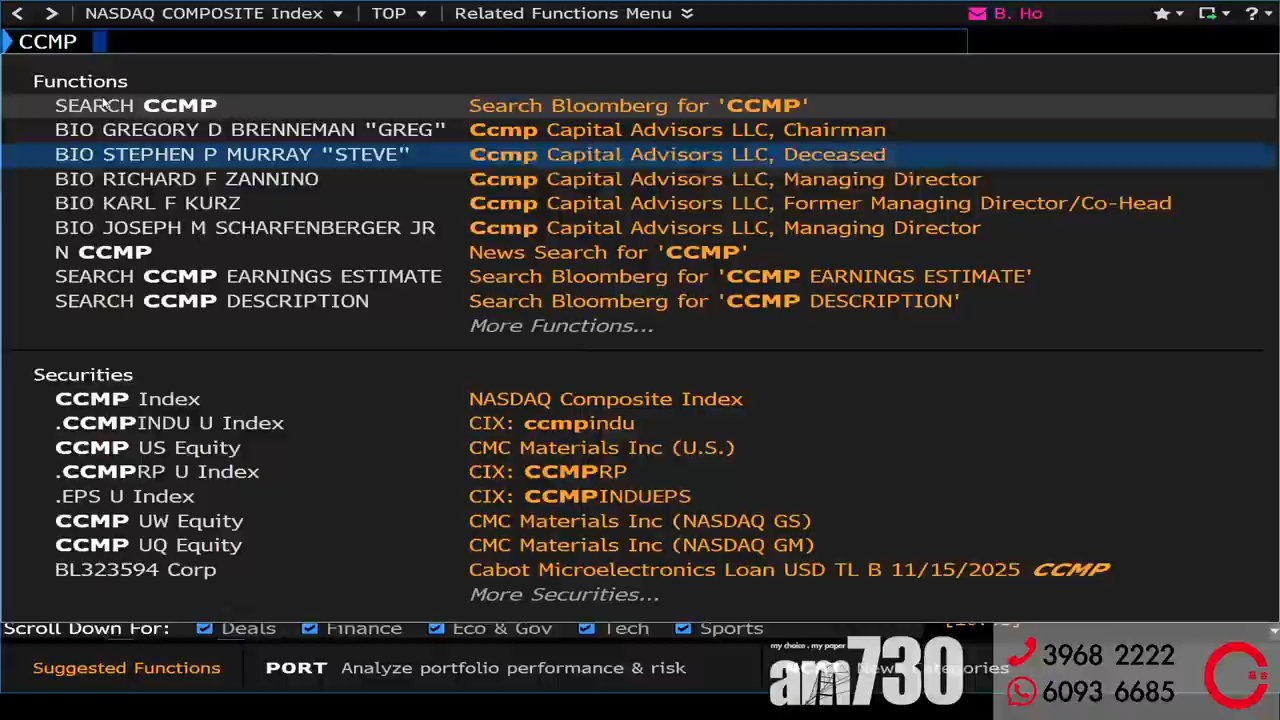 NASDAQ COMPOSITE Index TOP Related Functions Menu B. Ho ?
CCMP
Functions
SEARCH CCMP Search Bloomberg for 'CCMP'
BIO GREGORY D BRENNEMAN "GREG" Ccmp Capital Advisors LLC, Chairman
BIO STEPHEN P MURRAY "STEVE" Ccmp Capital Advisors LLC, Deceased
BIO RICHARD F ZANNINO Ccmp Capital Advisors LLC, Managing Director
BIO KARL F KURZ Ccmp Capital Advisors LLC, Former Managing Director/Co-Head
BIO JOSEPH M SCHARFENBERGER JR Ccmp Capital Advisors LLC, Managing Director
N CCMP News Search for 'CCMP'
SEARCH CCMP EARNINGS ESTIMATE Search Bloomberg for 'CCMP EARNINGS ESTIMATE'
SEARCH CCMP DESCRIPTION Search Bloomberg for 'CCMP DESCRIPTION'
More Functions...
Securities
CCMP Index NASDAQ Composite Index
.CCMPINDU U Index CIX: ccmpindu
CCMP US Equity CMC Materials Inc (U.S.)
.CCMPRP U Index CIX: CCMPRP
.EPS U Index CIX: CCMPINDUEPS
CCMP UW Equity CMC Materials Inc (NASDAQ GS)
CCMP UQ Equity CMC Materials Inc (NASDAQ GM)
BL323594 Corp Cabot Microelectronics Loan USD TL B 11/15/2025 CCMP
More Securities...
Scroll Down For: Deals Finance Eco & Gov Tech Sports
Suggested Functions PORT Analyze portfolio performance & risk
my choice . my paper
am730
3968 2222
6093 6685